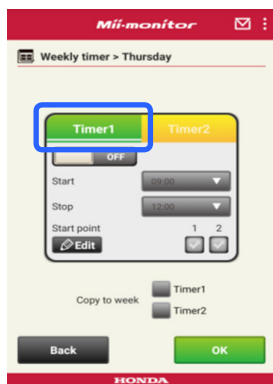 Mii-monitor
Weekly timer > Thursday
Timer1 Timer2
OFF
Start 09:00
Stop 12:00
Start point 1 2
Edit
Copy to week
Timer1
Timer2
Back OK
HONDA